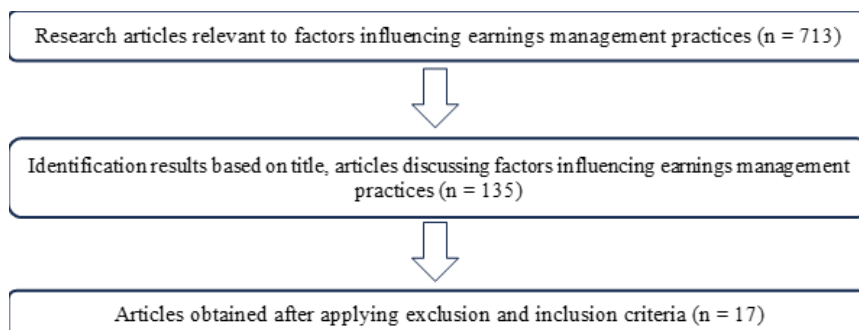 Research articles relevant to factors influencing earnings management practices (n = 713)
Identification results based on title, articles discussing factors influencing earnings management
practices (n = 135)
Articles obtained after applying exclusion and inclusion criteria (n = 17)